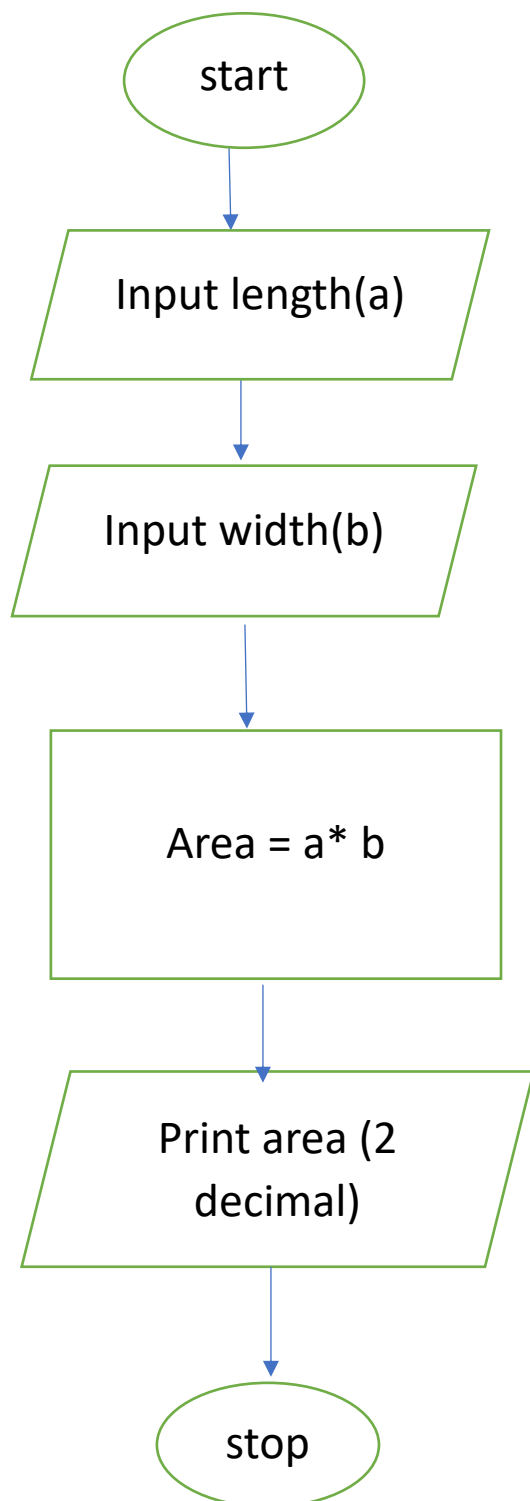 start
Input length(a)
Input width(b)
Area = a* b
Print area (2
decimal)
stop